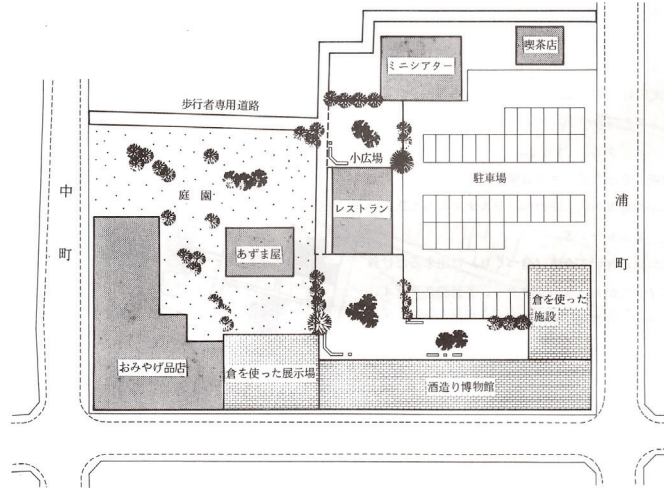 喫茶店
ミニシアター
歩行者専用道路
小広場
駐車場
庭園
レストラン
中町
浦町
あずま屋
倉を使った
施設
おみやげ品店
倉を使った展示場
酒造り博物館